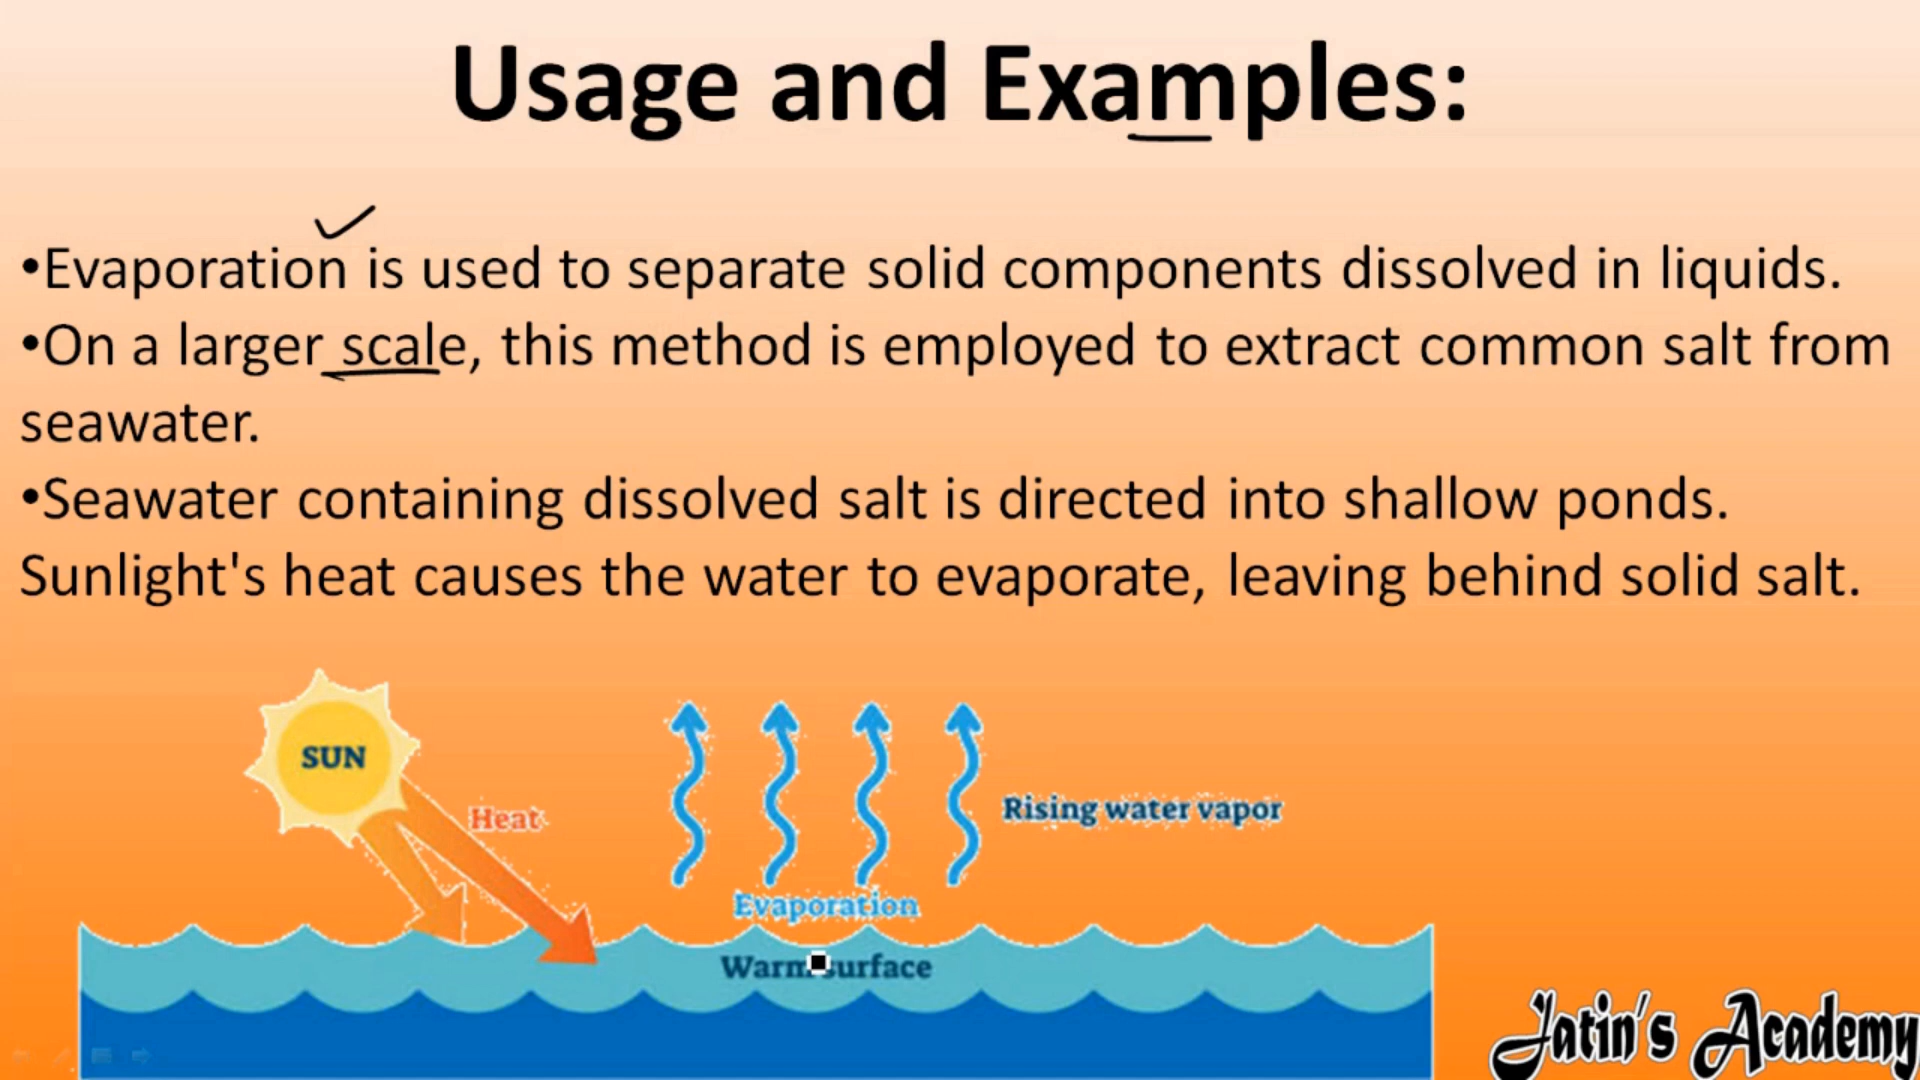 Usage and Examples:
•Evaporation is used to separate solid components dissolved in liquids.
•On a larger scale, this method is employed to extract common salt from
seawater.
•Seawater containing dissolved salt is directed into shallow ponds.
Sunlight's heat causes the water to evaporate, leaving behind solid salt.
SUN
Heat
Rising water vapor
Evaporation
Warm surface
Jatin's Academy